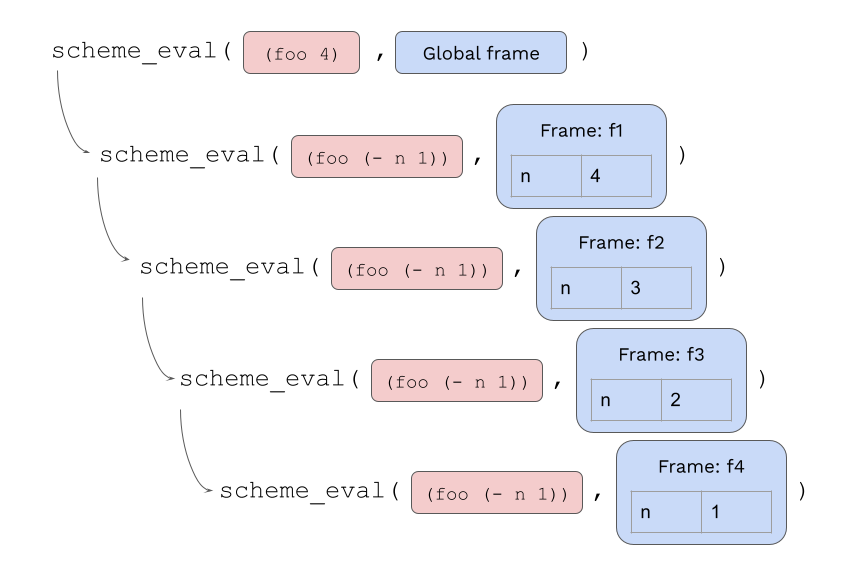 scheme_eval( (foo 4) , Global frame )
Frame: f1
scheme_eval( (foo (- n 1)) , n 4 )
Frame: f2
scheme_eval( (foo (- n 1)) , n 3 )
Frame: f3
scheme_eval( (foo (- n 1)) , n 2 )
Frame: f4
scheme_eval( (foo (- n 1)) , n 1 )